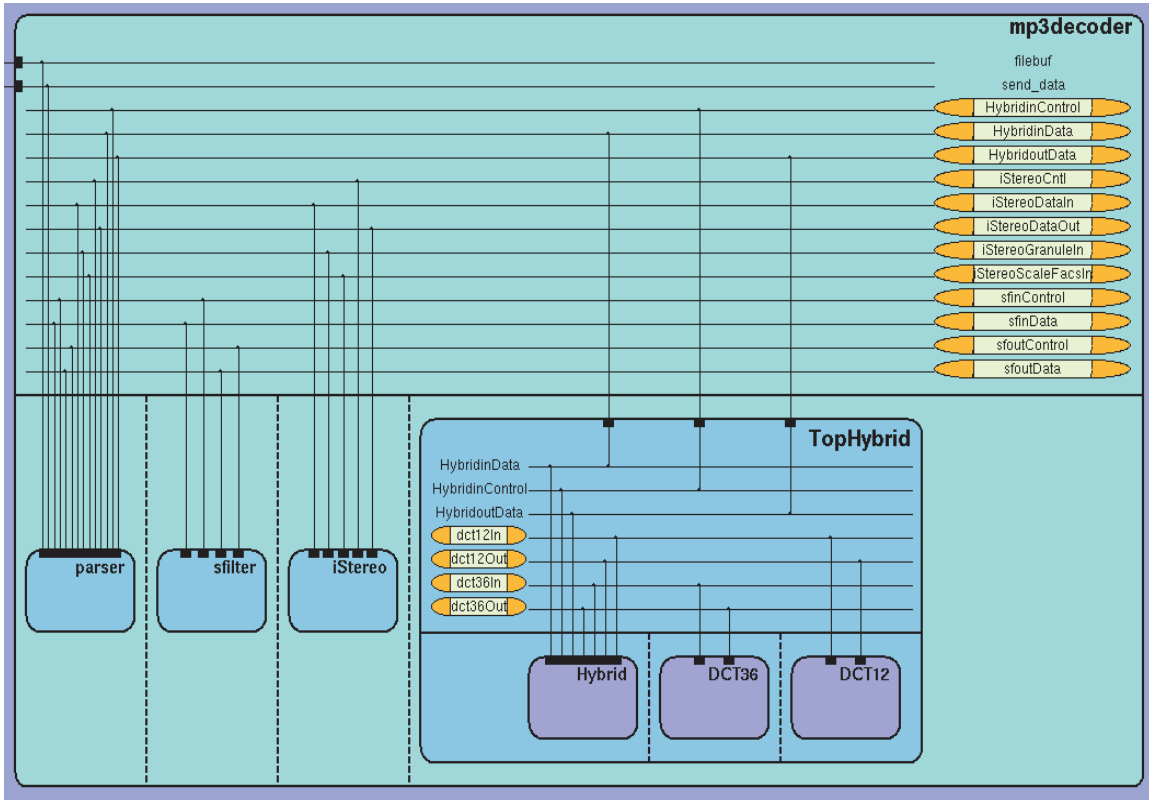 mp3decoder
filebuf
send_data
HybridinControl
HybridinData
HybridoutData
iStereoCntl
iStereoDataIn
iStereoDataOut
iStereoGranuleIn
iStereoScaleFacsIn
sfinControl
sfinData
sfoutControl
sfoutData
TopHybrid
HybridinData
HybridinControl
HybridoutData
dct12In
dct12Out
dct36In
dct36Out
parser
sfilter
iStereo
Hybrid
DCT36
DCT12